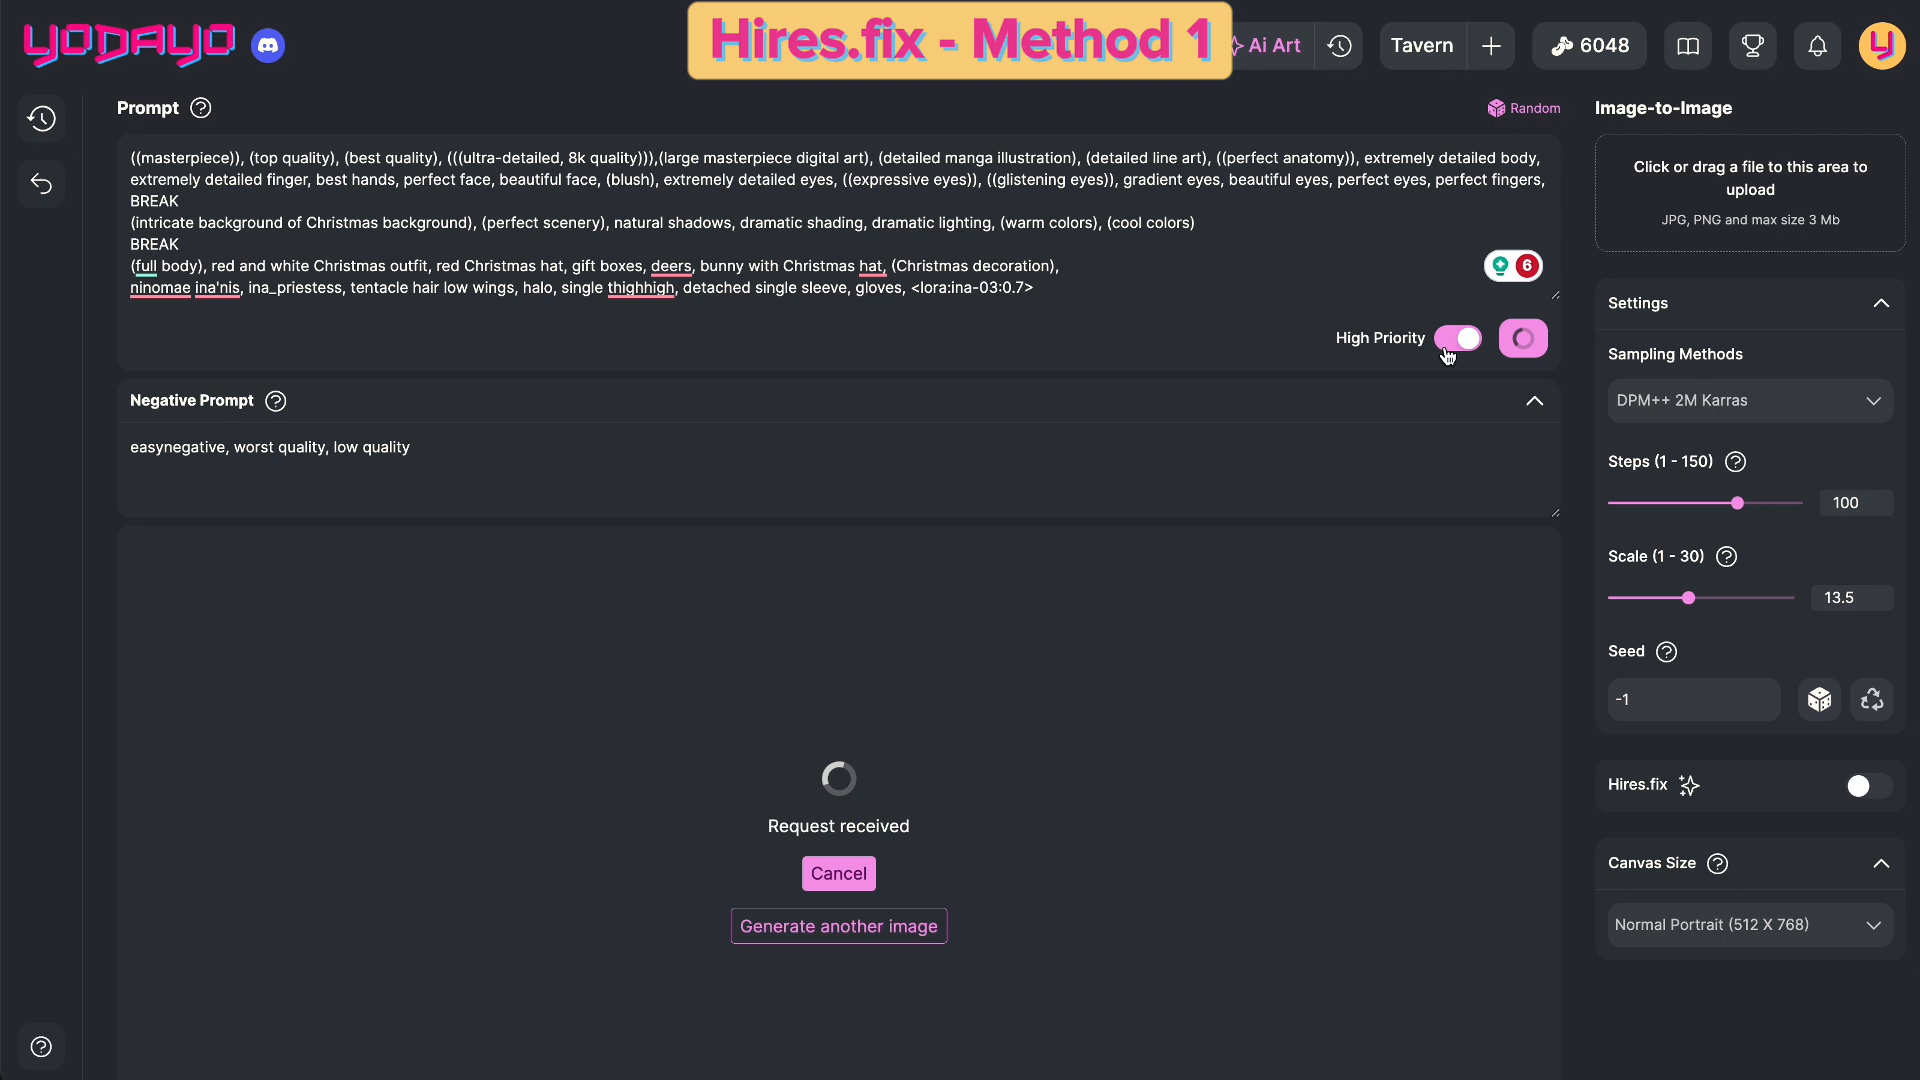 YODAYO
Hires.fix - Method 1
Ai Art
Tavern
6048
Prompt
Random
((masterpiece)), (top quality), (best quality), (((ultra-detailed, 8k quality))),(large masterpiece digital art), (detailed manga illustration), (detailed line art), ((perfect anatomy)), extremely detailed body,
extremely detailed finger, best hands, perfect face, beautiful face, (blush), extremely detailed eyes, ((expressive eyes)), ((glistening eyes)), gradient eyes, beautiful eyes, perfect eyes, perfect fingers,
BREAK
(intricate background of Christmas background), (perfect scenery), natural shadows, dramatic shading, dramatic lighting, (warm colors), (cool colors)
BREAK
(full body), red and white Christmas outfit, red Christmas hat, gift boxes, deers, bunny with Christmas hat, (Christmas decoration),
ninomae ina'nis, ina_priestess, tentacle hair low wings, halo, single thighhigh, detached single sleeve, gloves, <lora:ina-03:0.7>
6
High Priority
Negative Prompt
easynegative, worst quality, low quality
Request received
Cancel
Generate another image
Image-to-Image
Click or drag a file to this area to
upload
JPG, PNG and max size 3 Mb
Settings
Sampling Methods
DPM++ 2M Karras
Steps (1 - 150)
100
Scale (1 - 30)
13.5
Seed
-1
Hires.fix
Canvas Size
Normal Portrait (512 X 768)